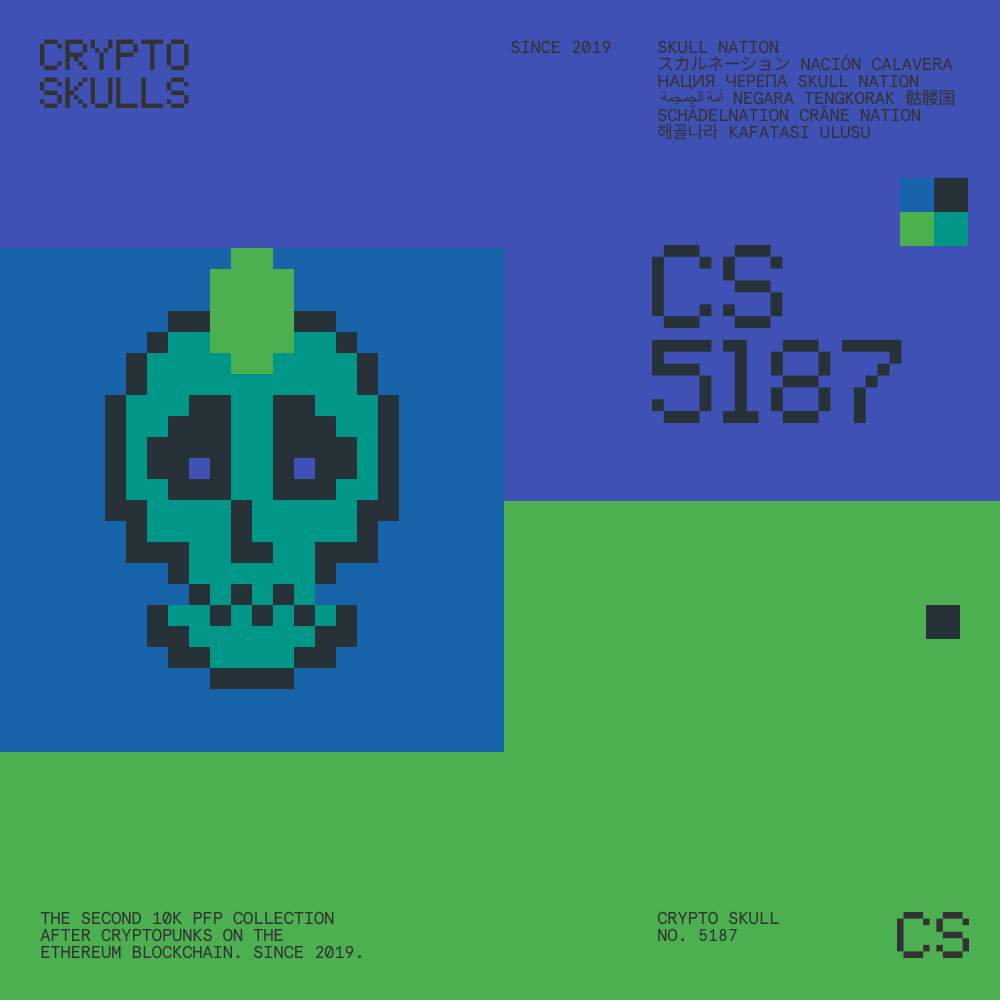 CRYPTO
SKULLS
SINCE 2019
SKULL NATION
スカルネーション NACIÓN CALAVERA
НАЦИЯ ЧЕРЕПА SKULL NATION
أمة الجمجمة NEGARA TENGKORAK 骷髅国
SCHÄDELNATION CRÂNE NATION
해골나라 KAFATASI ULUSU
CS
5187
THE SECOND 10K PFP COLLECTION
AFTER CRYPTOPUNKS ON THE
ETHEREUM BLOCKCHAIN. SINCE 2019.
CRYPTO SKULL
NO. 5187
CS